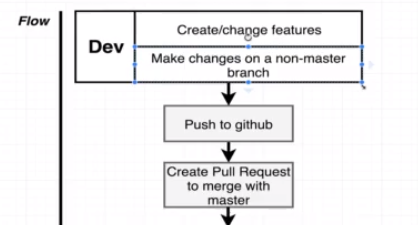 Flow
Dev
Create/change features
Make changes on a non-master
branch
Push to github
Create Pull Request
to merge with
master